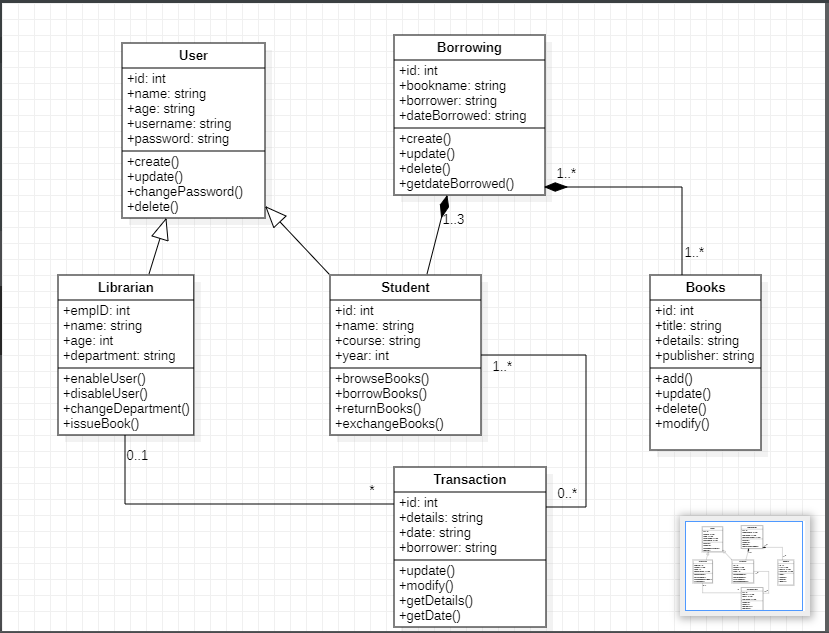 User
+id: int
+name: string
+age: string
+username: string
+password: string
+create()
+update()
+changePassword()
+delete()
Borrowing
+id: int
+bookname: string
+borrower: string
+dateBorrowed: string
+create()
+update()
+delete()
+getdateBorrowed()
1..*
1..3
1..*
Librarian
+empID: int
+name: string
+age: int
+department: string
+enableUser()
+disableUser()
+changeDepartment()
+issueBook()
Student
+id: int
+name: string
+course: string
+year: int
+browseBooks()
+borrowBooks()
+returnBooks()
+exchangeBooks()
Books
+id: int
+title: string
+details: string
+publisher: string
+add()
+update()
+delete()
+modify()
1..*
0..1
*
0..*
Transaction
+id: int
+details: string
+date: string
+borrower: string
+update()
+modify()
+getDetails()
+getDate()